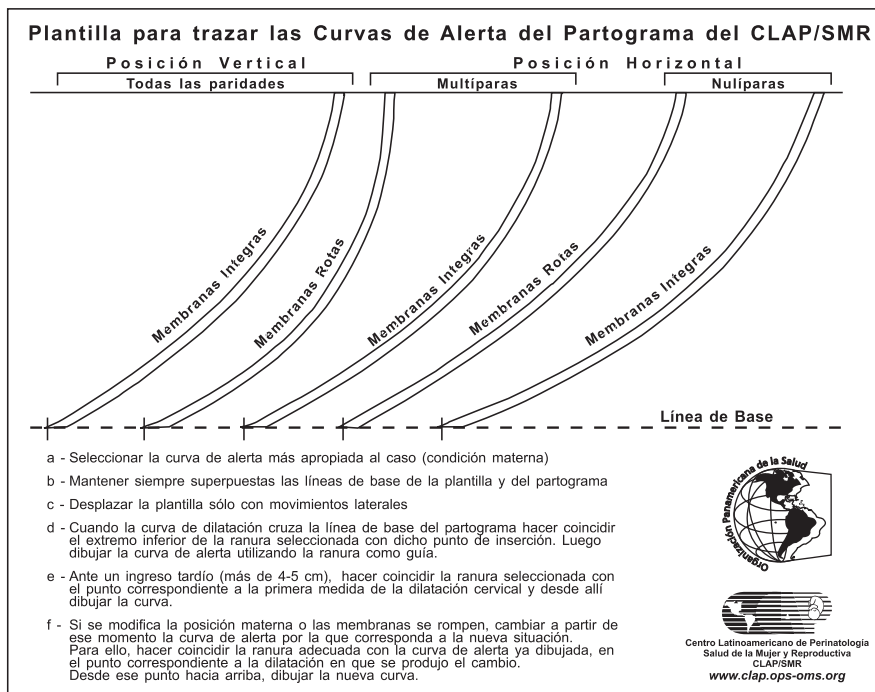 Plantilla para trazar las Curvas de Alerta del Partograma del CLAP/SMR
Posición Vertical
Posición Horizontal
Todas las paridades
Multíparas
Nulíparas
Membranas Integras
Membranas Rotas
Membranas Integras
Membranas Rotas
Membranas Integras
Línea de Base
a - Seleccionar la curva de alerta más apropiada al caso (condición materna)
b - Mantener siempre superpuestas las líneas de base de la plantilla y del partograma
c - Desplazar la plantilla sólo con movimientos laterales
d - Cuando la curva de dilatación cruza la línea de base del partograma hacer coincidir
el extremo inferior de la ranura seleccionada con dicho punto de inserción. Luego
dibujar la curva de alerta utilizando la ranura como guía.
e - Ante un ingreso tardío (más de 4-5 cm), hacer coincidir la ranura seleccionada con
el punto correspondiente a la primera medida de la dilatación cervical y desde allí
dibujar la curva.
f - Si se modifica la posición materna o las membranas se rompen, cambiar a partir de
ese momento la curva de alerta por la que corresponda a la nueva situación.
Para ello, hacer coincidir la ranura adecuada con la curva de alerta ya dibujada, en
el punto correspondiente a la dilatación en que se produjo el cambio.
Desde ese punto hacia arriba, dibujar la nueva curva.
Organización Panamericana de la Salud
Centro Latinoamericano de Perinatología
Salud de la Mujer y Reproductiva
CLAP/SMR
www.clap.ops-oms.org